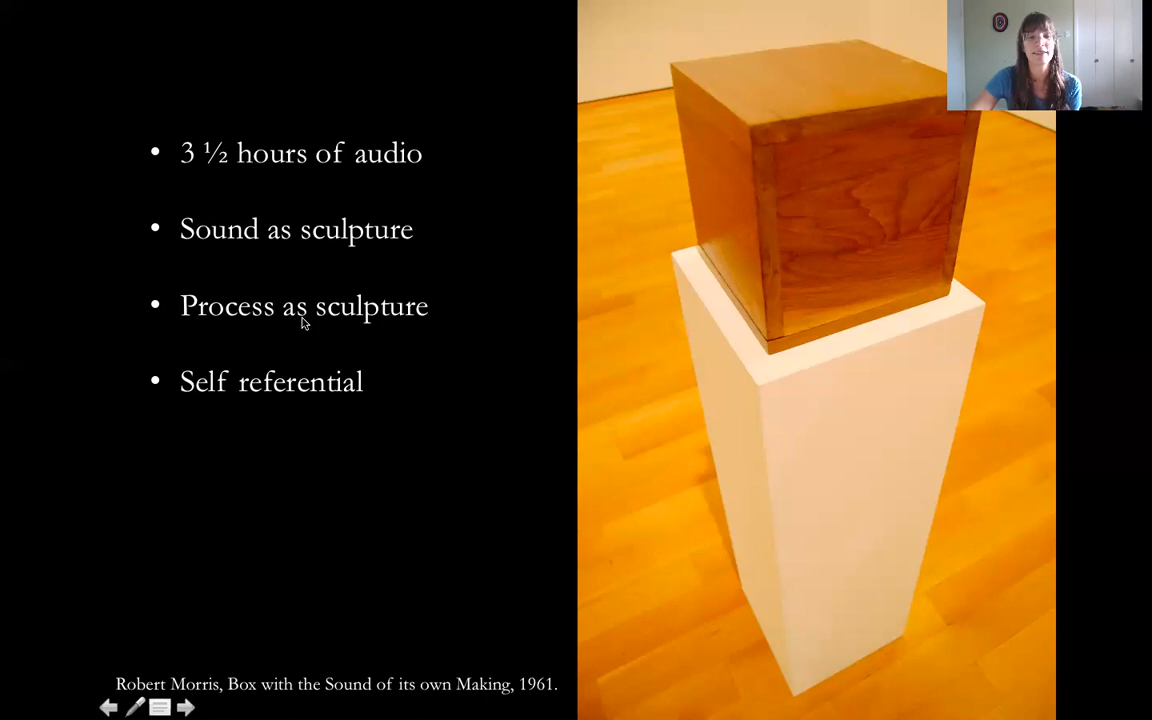 • 3 ½ hours of audio
• Sound as sculpture
• Process as sculpture
• Self referential
Robert Morris, Box with the Sound of its own Making, 1961.